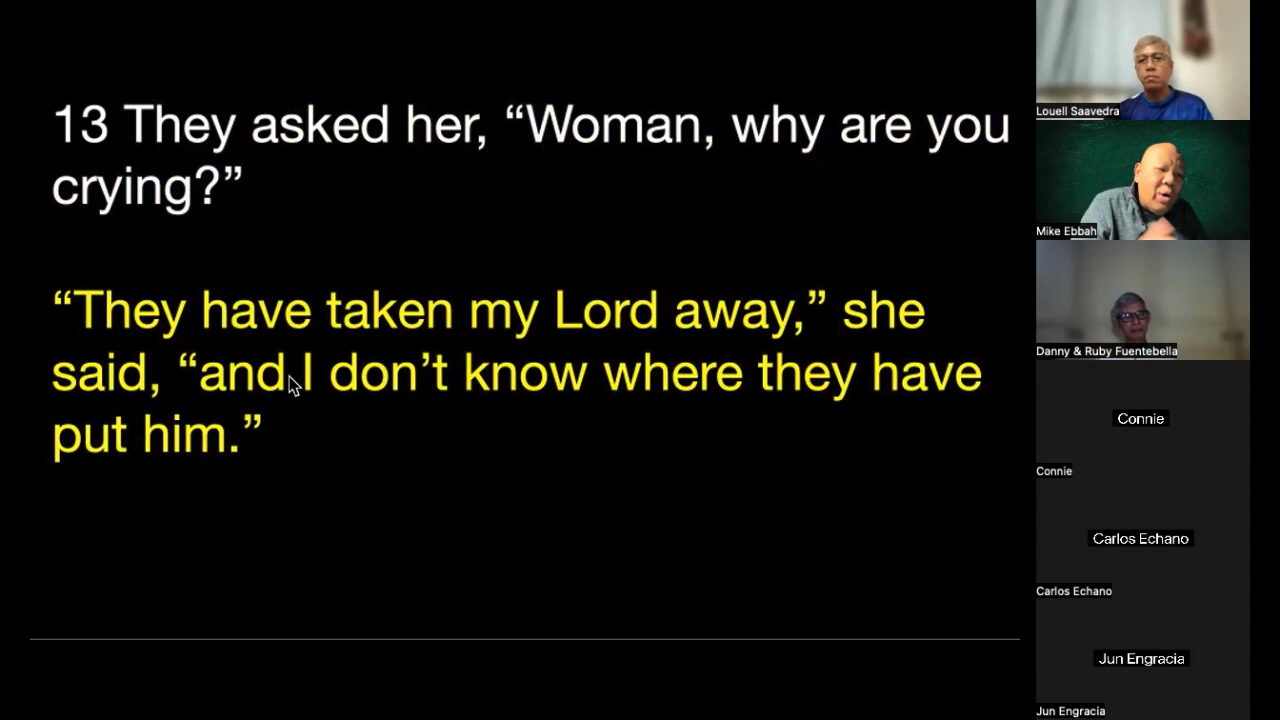 13 They asked her, “Woman, why are you
crying?”
“They have taken my Lord away,” she
said, “and I don’t know where they have
put him.”
Louell Saavedra
Mike Ebbah
Danny & Ruby Fuentebella
Connie
Connie
Carlos Echano
Carlos Echano
Jun Engracia
Jun Engracia